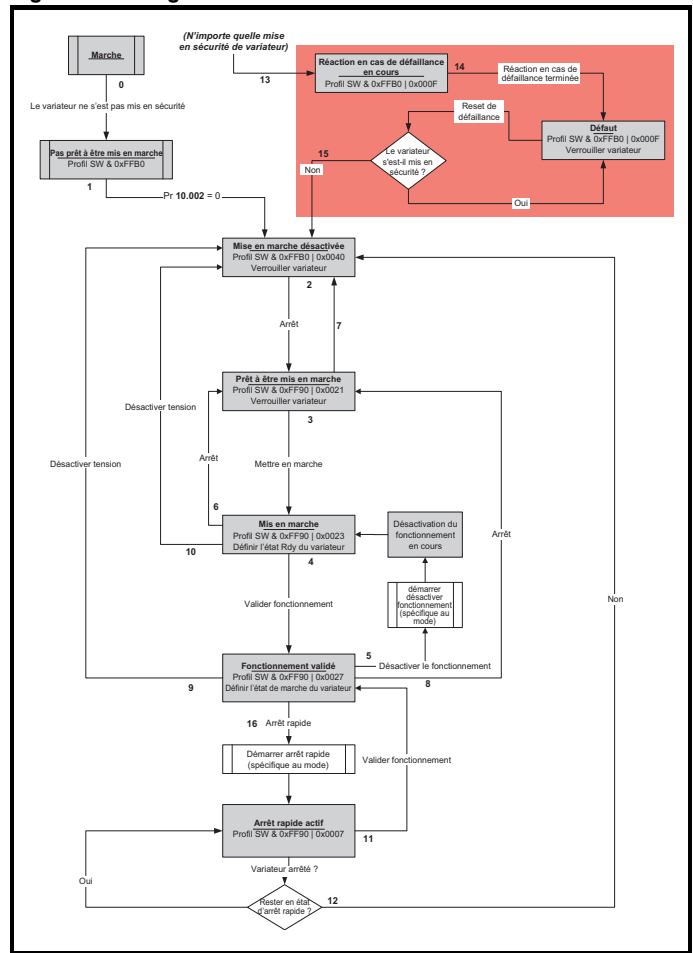 (N'importe quelle mise
en sécurité de variateur)
Marche
0
Le variateur ne s'est pas mis en sécurité
Pas prêt à être mis en marche
Profil SW & 0xFFB0
1
Pr 10.002 = 0
13
Réaction en cas de défaillance
en cours
Profil SW & 0xFFB0 | 0x000F
14
Réaction en cas de
défaillance terminée
Reset de
défaillance
Défaut
Profil SW & 0xFFB0 | 0x000F
Verrouiller variateur
15
Non
Le variateur
s'est-il mis en
sécurité ?
Oui
Mise en marche désactivée
Profil SW & 0xFFB0 | 0x0040
Verrouiller variateur
2
7
Arrêt
Prêt à être mis en marche
Profil SW & 0xFF90 | 0x0021
Verrouiller variateur
3
Désactiver tension
Désactiver tension
Arrêt
Mettre en marche
6
Mis en marche
Profil SW & 0xFF90 | 0x0023
Définir l'état Rdy du variateur
10
4
Désactivation du
fonctionnement
en cours
Arrêt
démarrer
désactiver
fonctionnement
(spécifique au
mode)
Non
Valider fonctionnement
5
Désactiver le fonctionnement
Fonctionnement validé
Profil SW & 0xFF90 | 0x0027
Définir l'état de marche du variateur
9
8
16 Arrêt rapide
Démarrer arrêt rapide
(spécifique au mode)
Valider fonctionnement
Arrêt rapide actif
Profil SW & 0xFF90 | 0x0007
11
Variateur arrêté ?
Oui
Rester en état
d'arrêt rapide ?
12